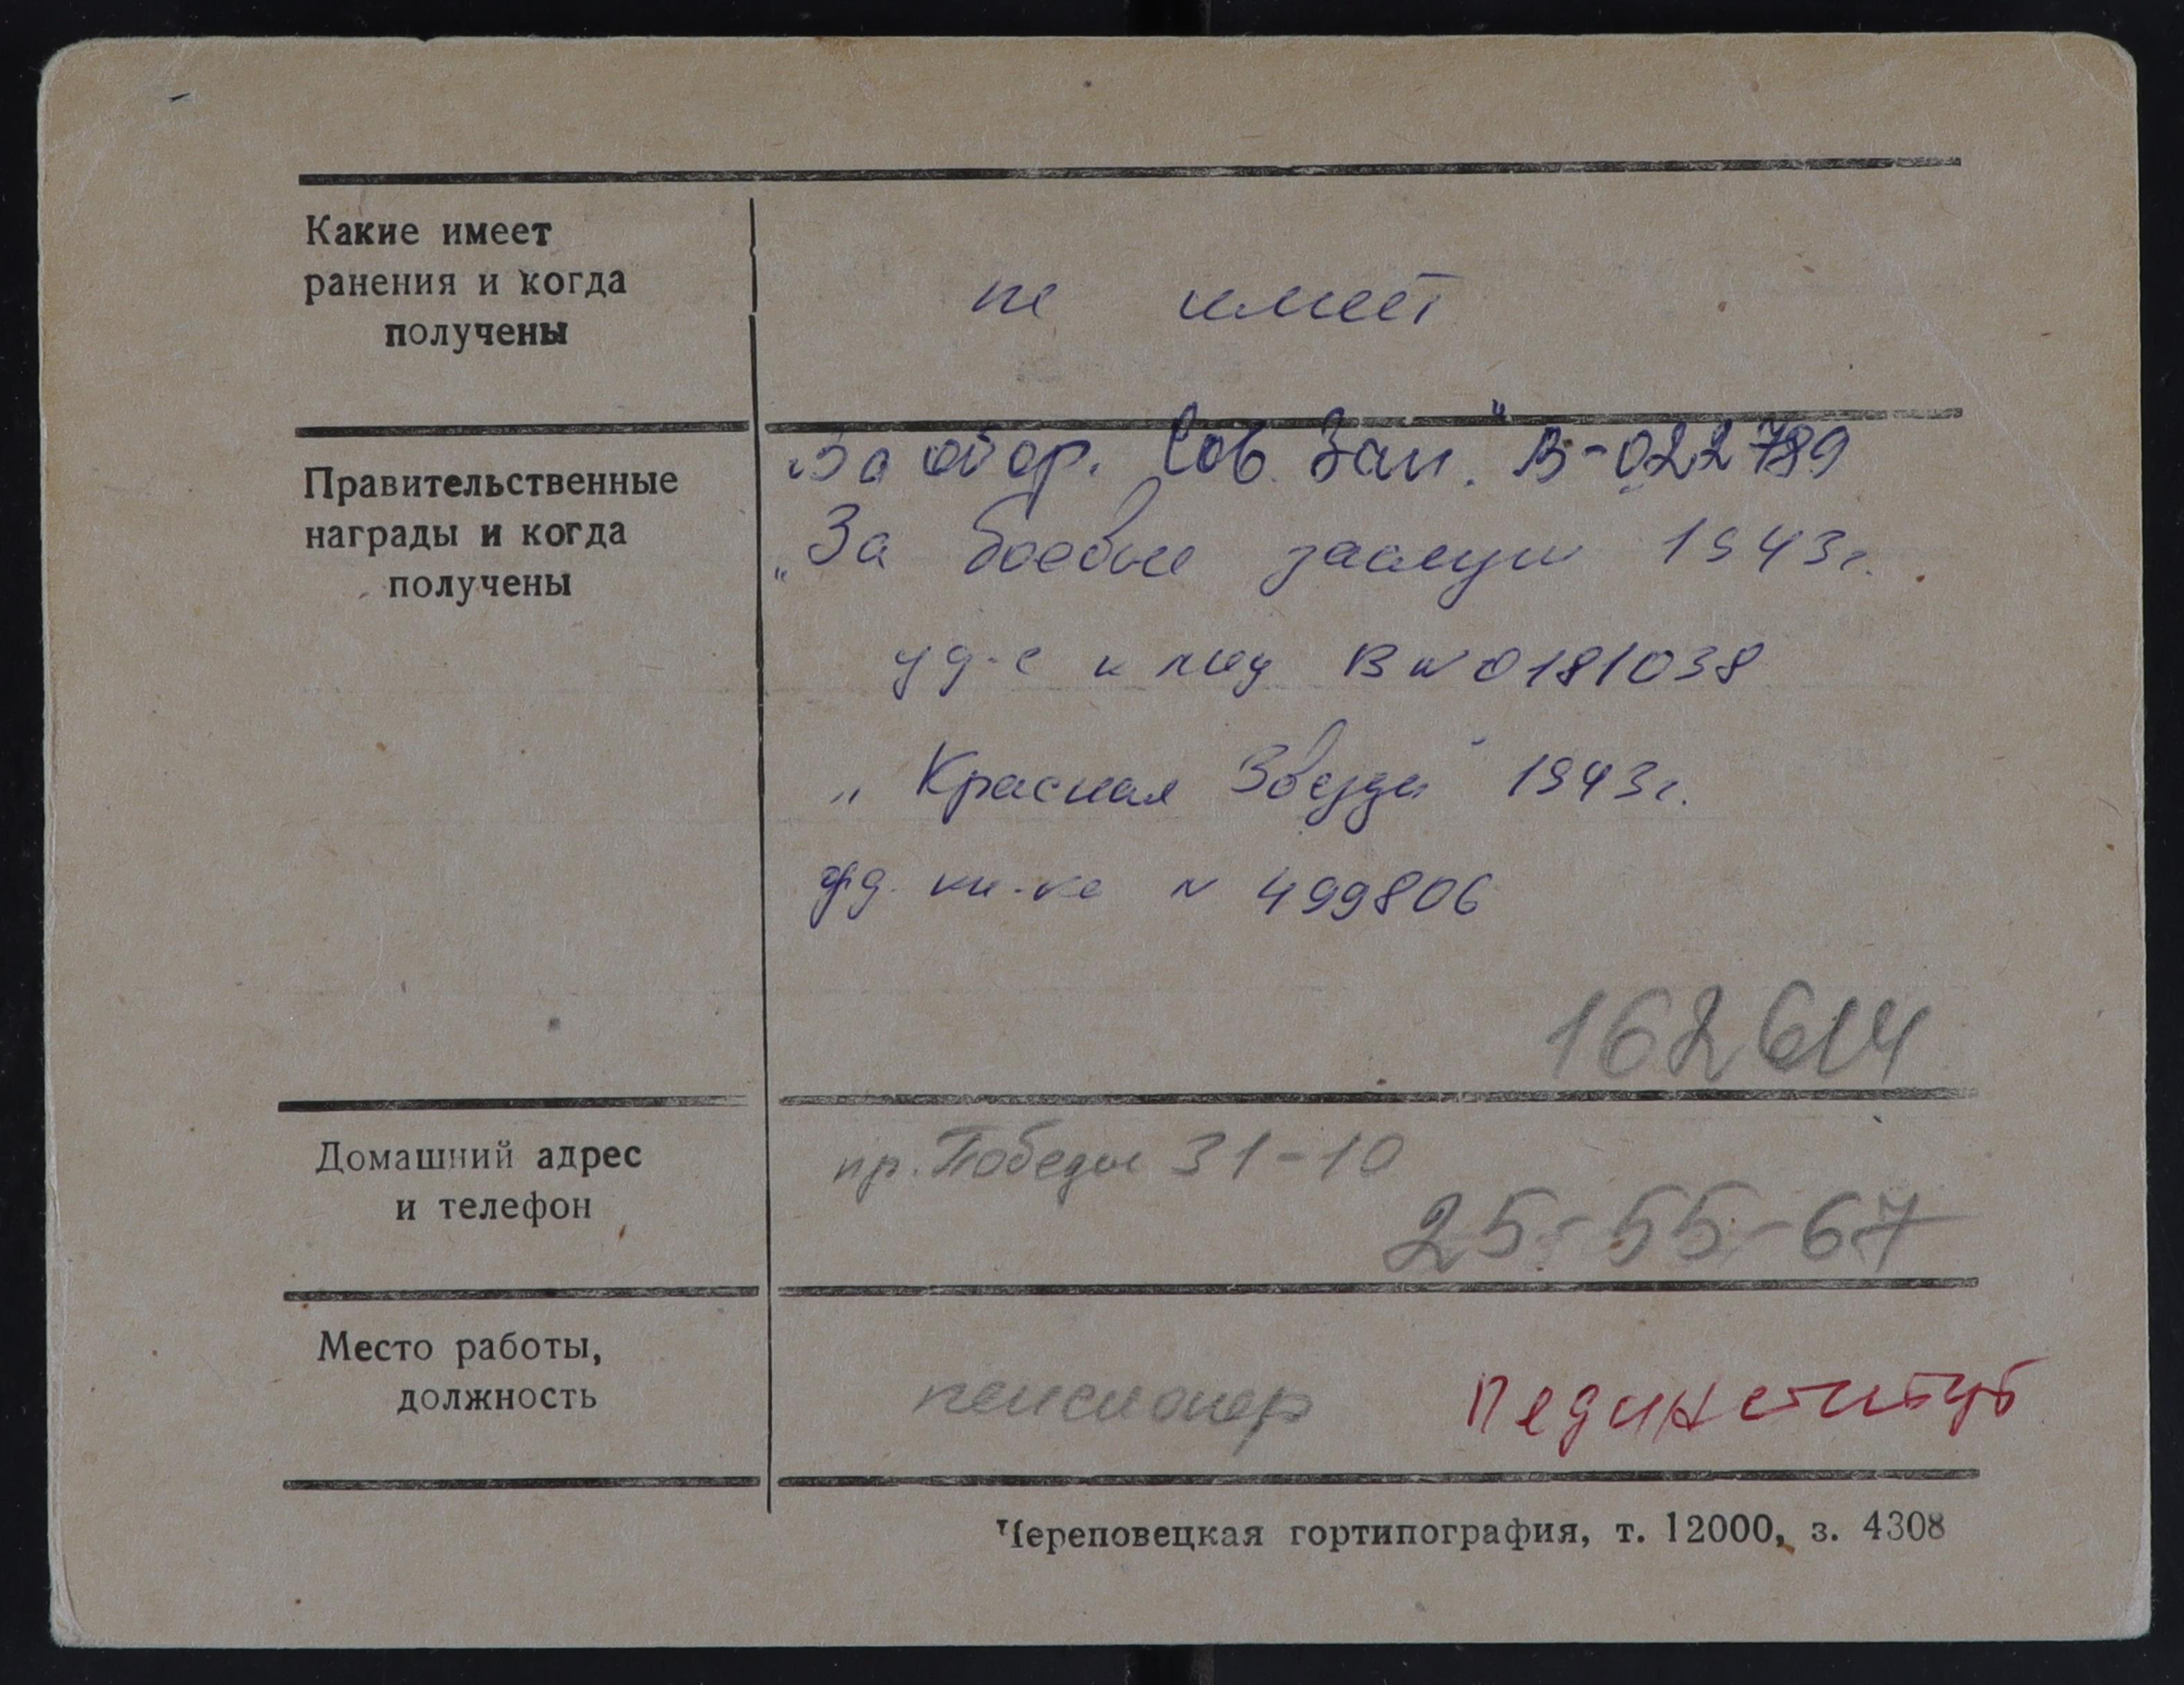 Какие имеет
ранения и когда
получены
не имеет
Правительственные
награды и когда
получены
„За обор. Сов. Зап." В-022789
„За боевые заслуги 1943г.
уд-е к мед В № 0181038
„Красная Звезда" 1943г.
уд. кн-ка № 499806
162614
Домашний адрес
и телефон
пр. Победы 31-10
25-55-67
Место работы,
должность
пенсионер Пединститут
Череповецкая гортипография, т. 12000, з. 4308